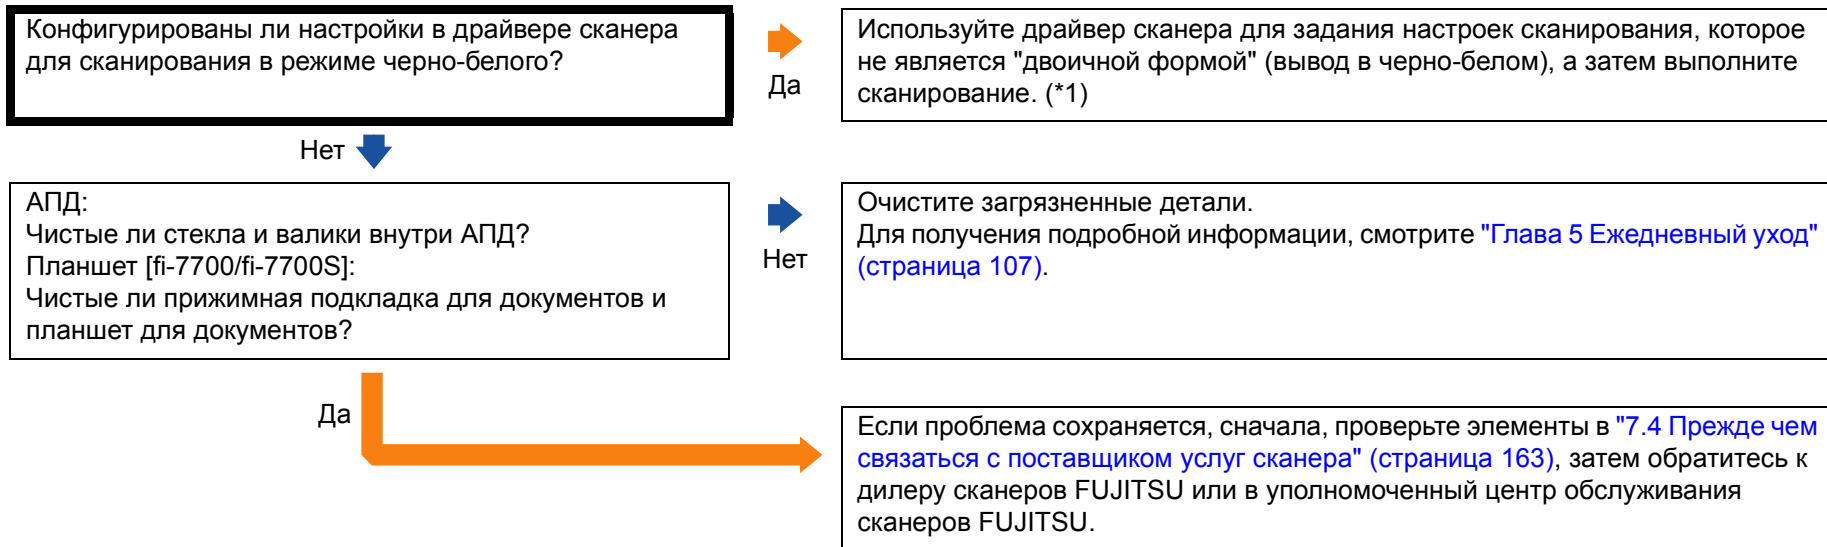 Конфигурированы ли настройки в драйвере сканера
для сканирования в режиме черно-белого?
Да
Используйте драйвер сканера для задания настроек сканирования, которое
не является "двоичной формой" (вывод в черно-белом), а затем выполните
сканирование. (*1)
Нет
АПД:
Чистые ли стекла и валики внутри АПД?
Планшет [fi-7700/fi-7700S]:
Чистые ли прижимная подкладка для документов и
планшет для документов?
Нет
Очистите загрязненные детали.
Для получения подробной информации, смотрите "Глава 5 Ежедневный уход"
(страница 107).
Да
Если проблема сохраняется, сначала, проверьте элементы в "7.4 Прежде чем
связаться с поставщиком услуг сканера" (страница 163), затем обратитесь к
дилеру сканеров FUJITSU или в уполномоченный центр обслуживания
сканеров FUJITSU.